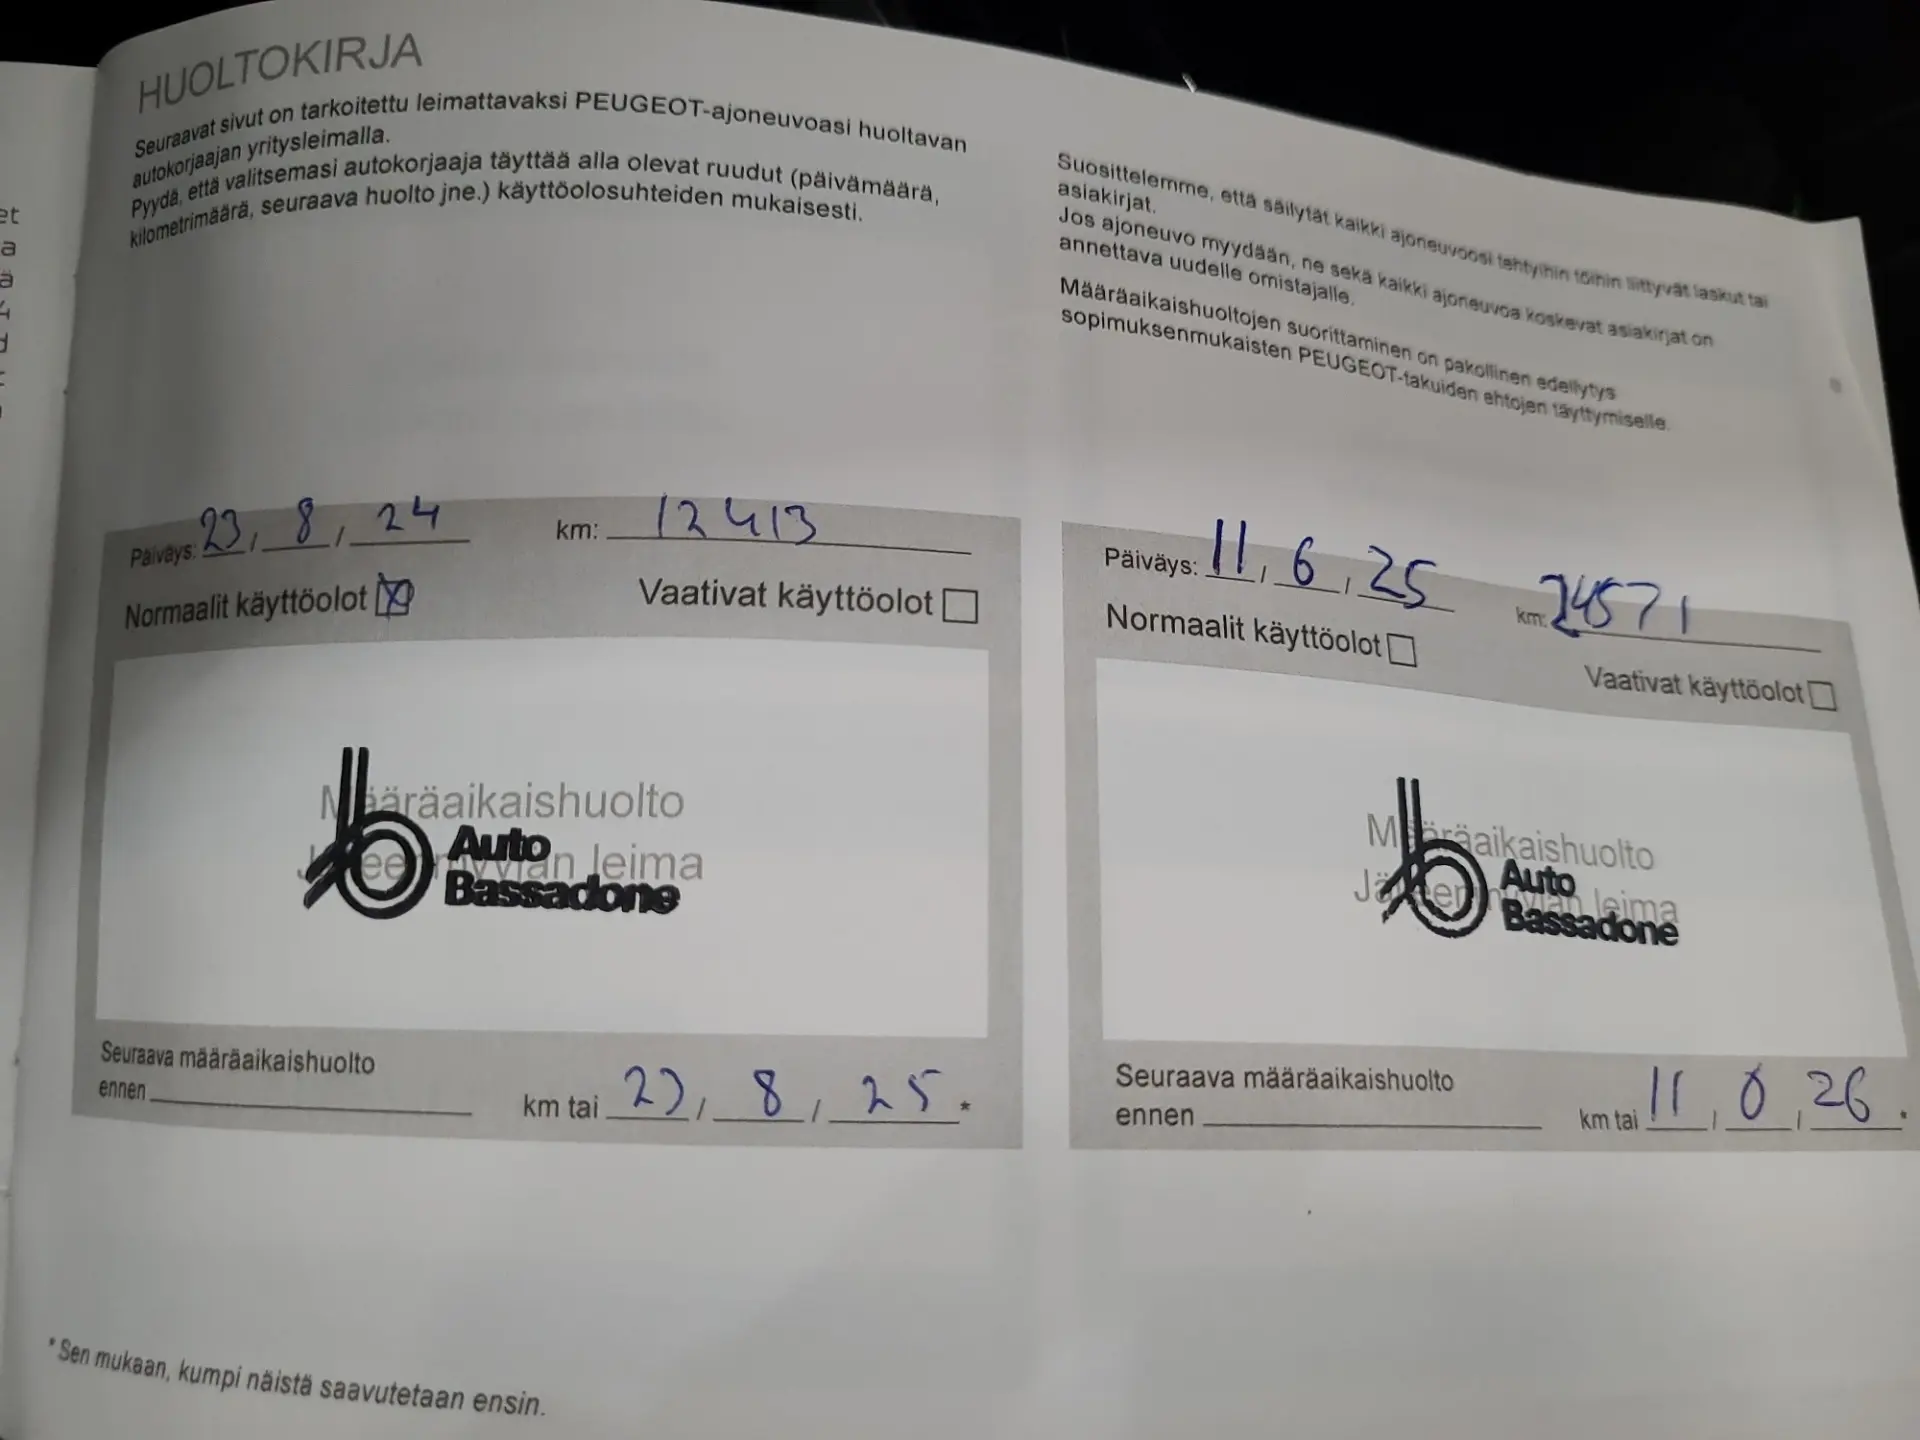 HUOLTOKIRJA
Seuraavat sivut on tarkoitettu leimattavaksi PEUGEOT-ajoneuvoasi huoltavan
autokorjaajan yritysleimalla.
Pyydä, että valitsemasi autokorjaaja täyttää alla olevat ruudut (päivämäärä,
kilometrimäärä, seuraava huolto jne.) käyttöolosuhteiden mukaisesti.
Päiväys: 23 / 8 / 24 km: 12413
Normaalit käyttöolot Vaativat käyttöolot
Määräaikaishuolto
Jälleenmyyjän leima
Auto
Bassadone
Seuraava määräaikaishuolto
ennen km tai 23 / 8 / 25 *
* Sen mukaan, kumpi näistä saavutetaan ensin.
Suosittelemme, että säilytät kaikki ajoneuvoosi tehtyihin töihin liittyvät laskut tai
asiakirjat.
Jos ajoneuvo myydään, ne sekä kaikki ajoneuvoa koskevat asiakirjat on
annettava uudelle omistajalle.
Määräaikaishuoltojen suorittaminen on pakollinen edellytys
sopimuksenmukaisten PEUGEOT-takuiden ehtojen täyttymiselle.
Päiväys: 11 / 6 / 25 km: 24571
Normaalit käyttöolot
Vaativat käyttöolot
Määräaikaishuolto
Jälleenmyyjän leima
Auto
Bassadone
Seuraava määräaikaishuolto
ennen km tai 11 / / 26 *